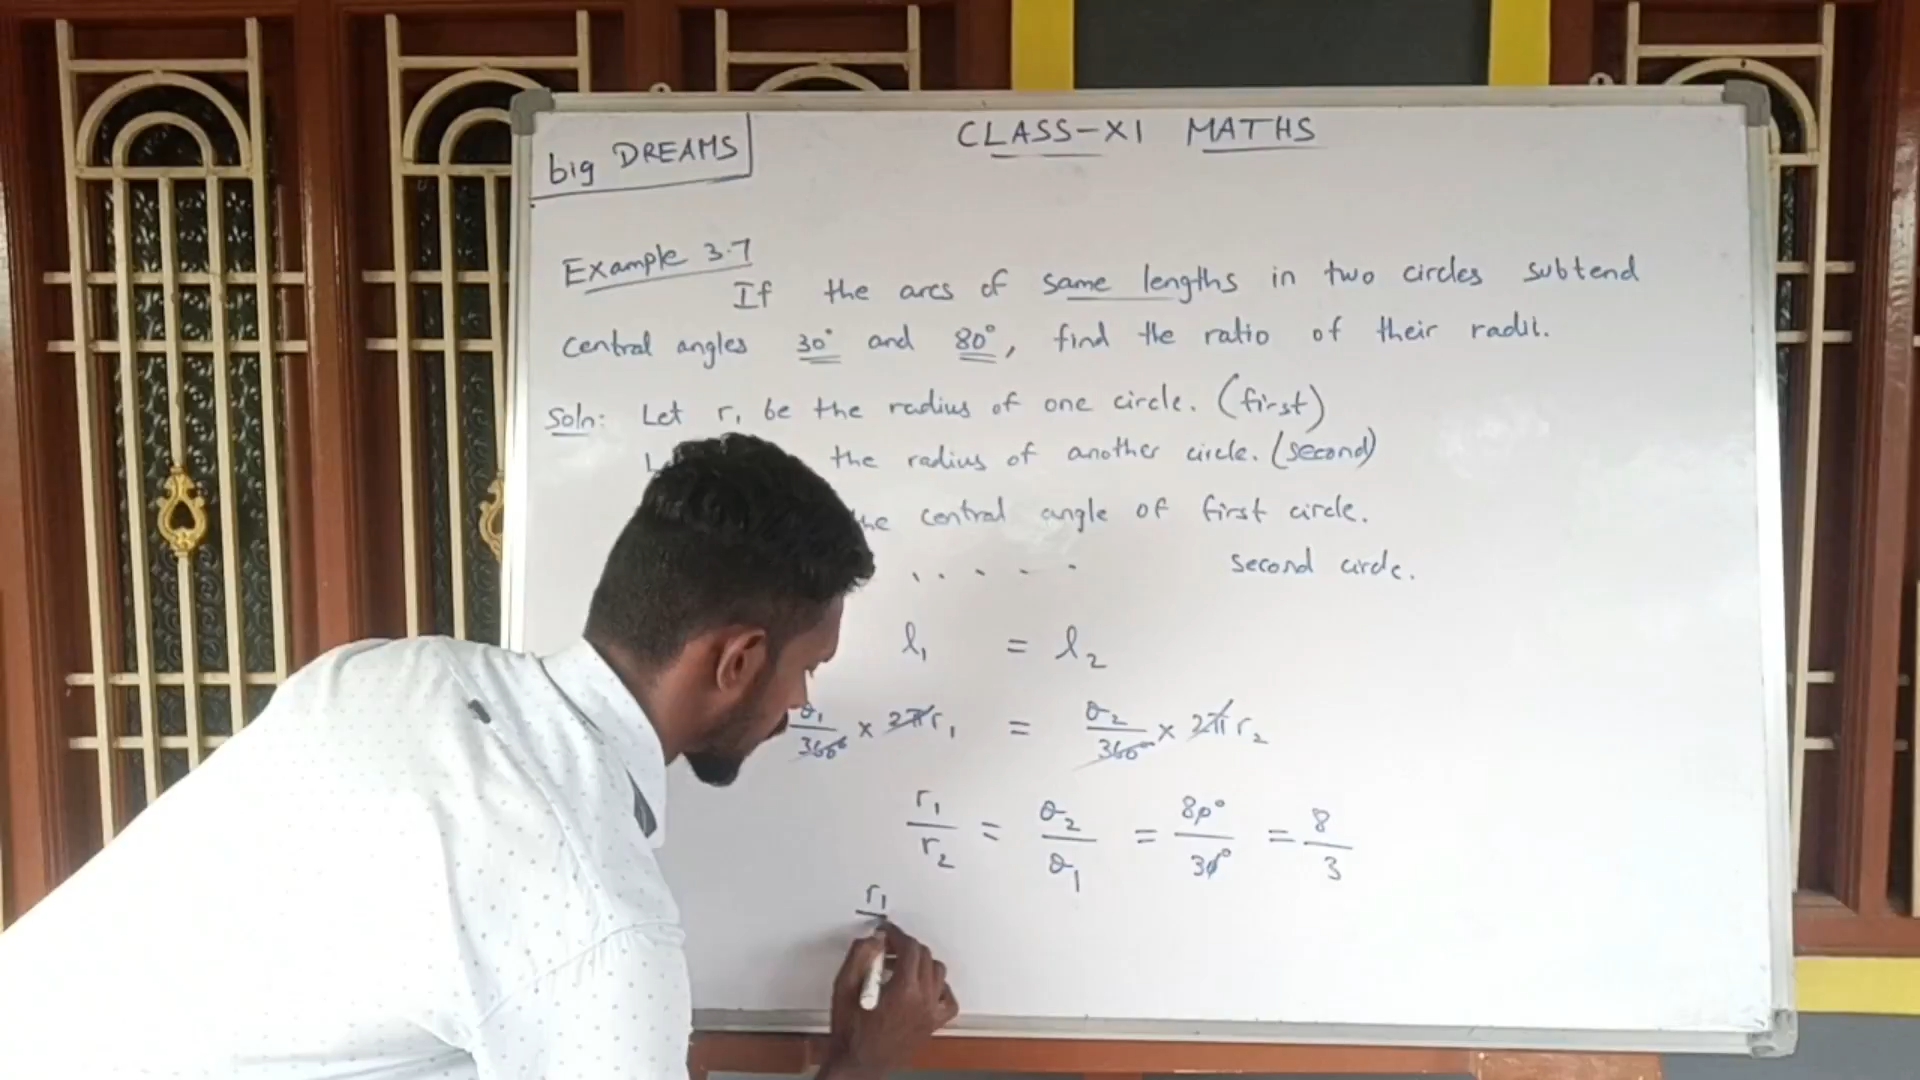 big DREAMS
CLASS-XI MATHS
Example 3.7
If the arcs of same lengths in two circles subtend
central angles 30° and 80°, find the ratio of their radii.
Soln: Let r₁ be the radius of one circle. (first)
the radius of another circle. (second)
the central angle of first circle.
. . . . . second circle.
l₁ = l₂
θ₁/360° × 2πr₁ = θ₂/360° × 2πr₂
r₁/r₂ = θ₂/θ₁ = 80°/30° = 8/3
r₁